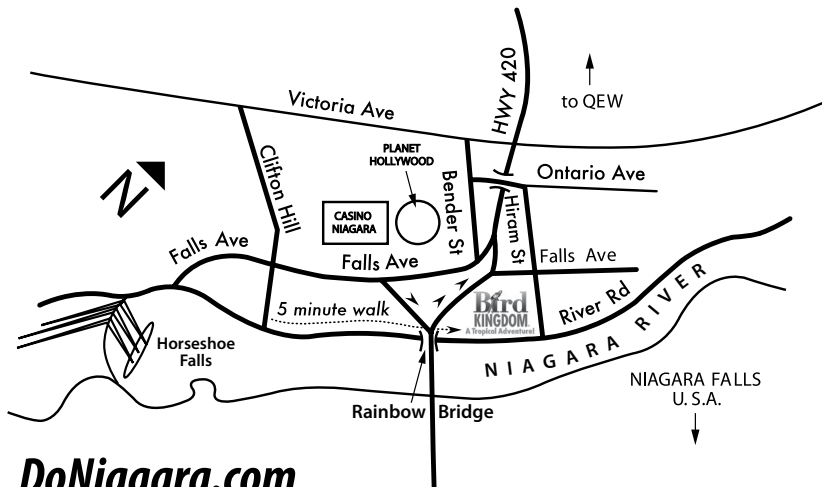 HWY 420
to QEW
Victoria Ave
N
Clifton Hill
PLANET
HOLLYWOOD
Bender St
Ontario Ave
CASINO
NIAGARA
Hiram St
Falls Ave
Falls Ave
Falls Ave
5 minute walk
Bird
KINGDOM
A Tropical Adventure!
River Rd
NIAGARA RIVER
Horseshoe
Falls
NIAGARA FALLS
U.S.A.
Rainbow Bridge
DoNiagara.com